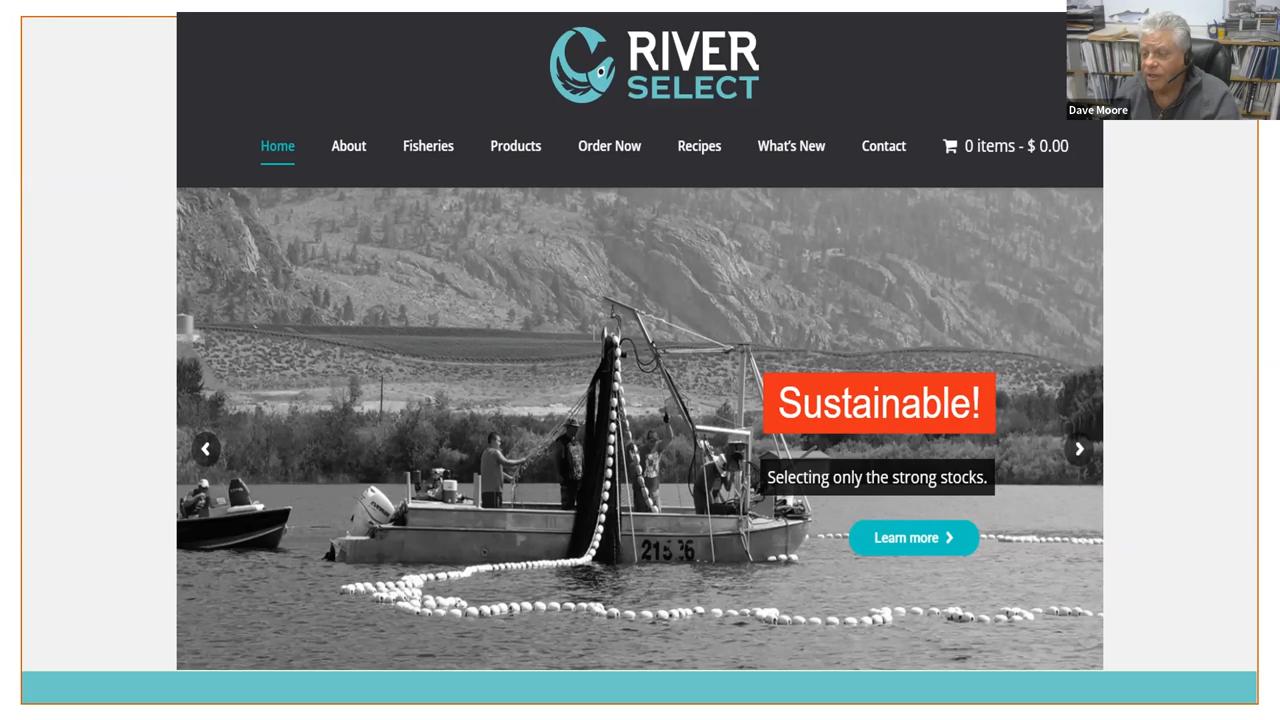 RIVER
SELECT
Dave Moore
Home About Fisheries Products Order Now Recipes What's New Contact 0 items - $ 0.00
Sustainable!
Selecting only the strong stocks.
Learn more